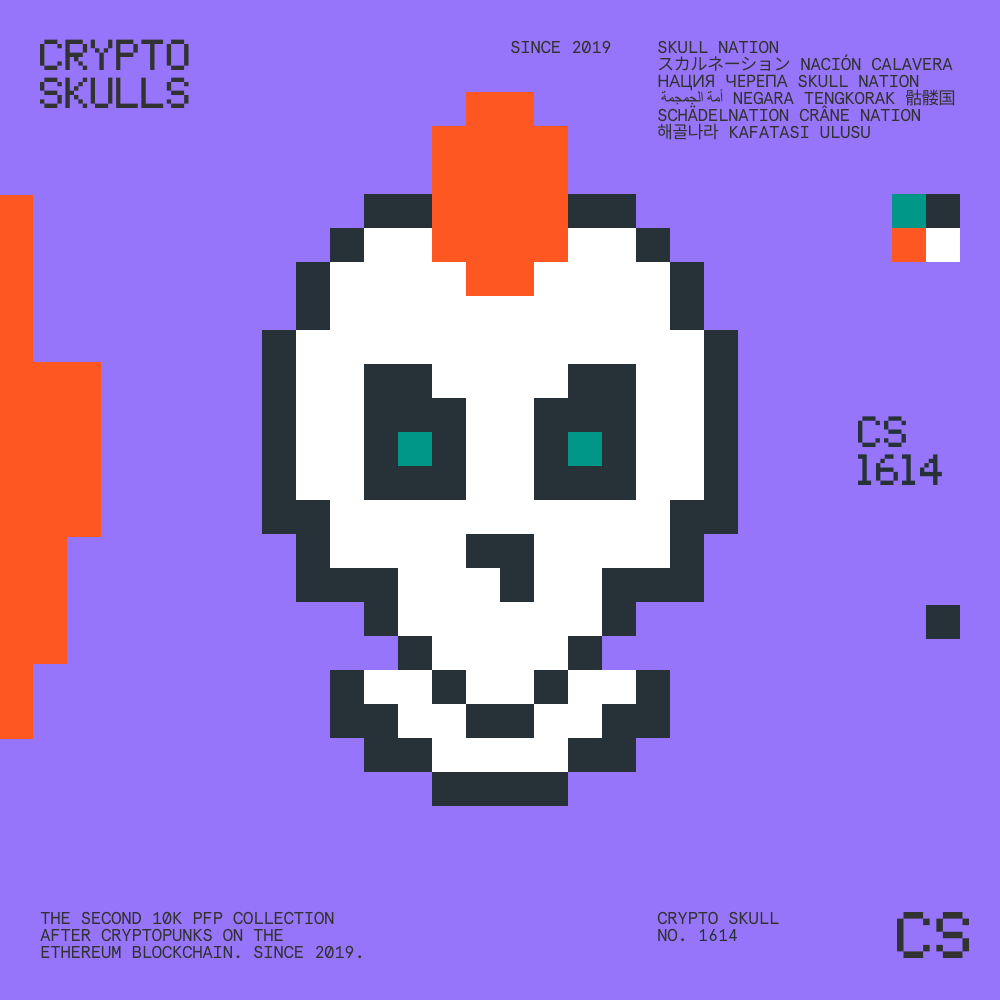 CRYPTO
SKULLS
SINCE 2019
SKULL NATION
スカルネーション NACIÓN CALAVERA
НАЦИЯ ЧЕРЕПА SKULL NATION
أمة الجمجمة NEGARA TENGKORAK 骷髅国
SCHÄDELNATION CRÂNE NATION
해골나라 KAFATASI ULUSU
CS
1614
THE SECOND 10K PFP COLLECTION
AFTER CRYPTOPUNKS ON THE
ETHEREUM BLOCKCHAIN. SINCE 2019.
CRYPTO SKULL
NO. 1614
CS